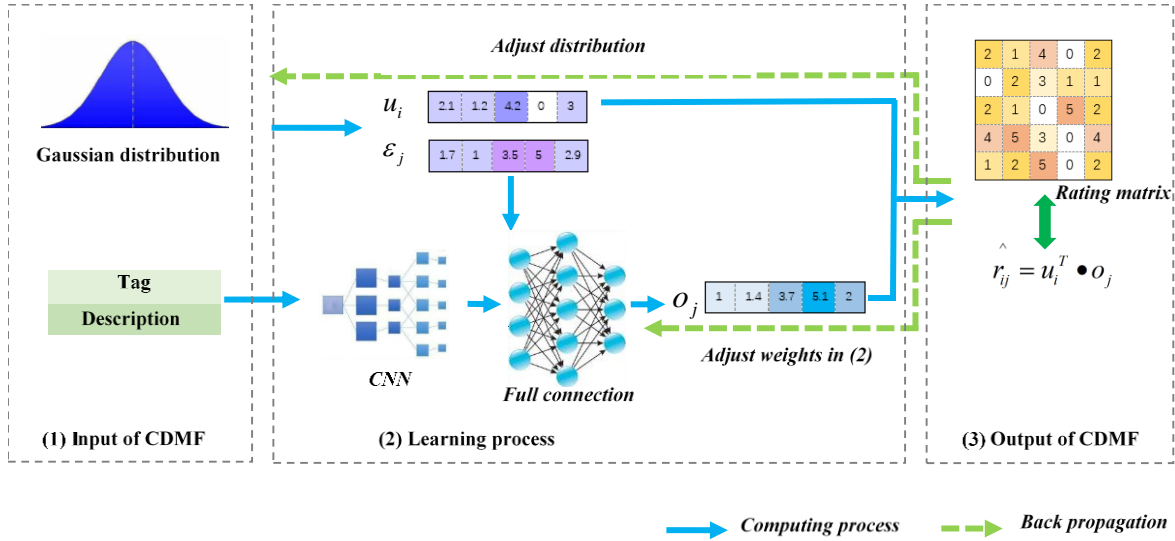 Adjust distribution
u_i
2.1 1.2 4.2 0 3
ε_j
1.7 1 3.5 5 2.9
Gaussian distribution
2 1 4 0 2
0 2 3 1 1
2 1 0 5 2
4 5 3 0 4
1 2 5 0 2
Rating matrix
r̂_ij = u_i^T ● o_j
Tag
Description
CNN
Full connection
O_j
1 1.4 3.7 5.1 2
Adjust weights in (2)
(1) Input of CDMF
(2) Learning process
(3) Output of CDMF
Computing process
Back propagation